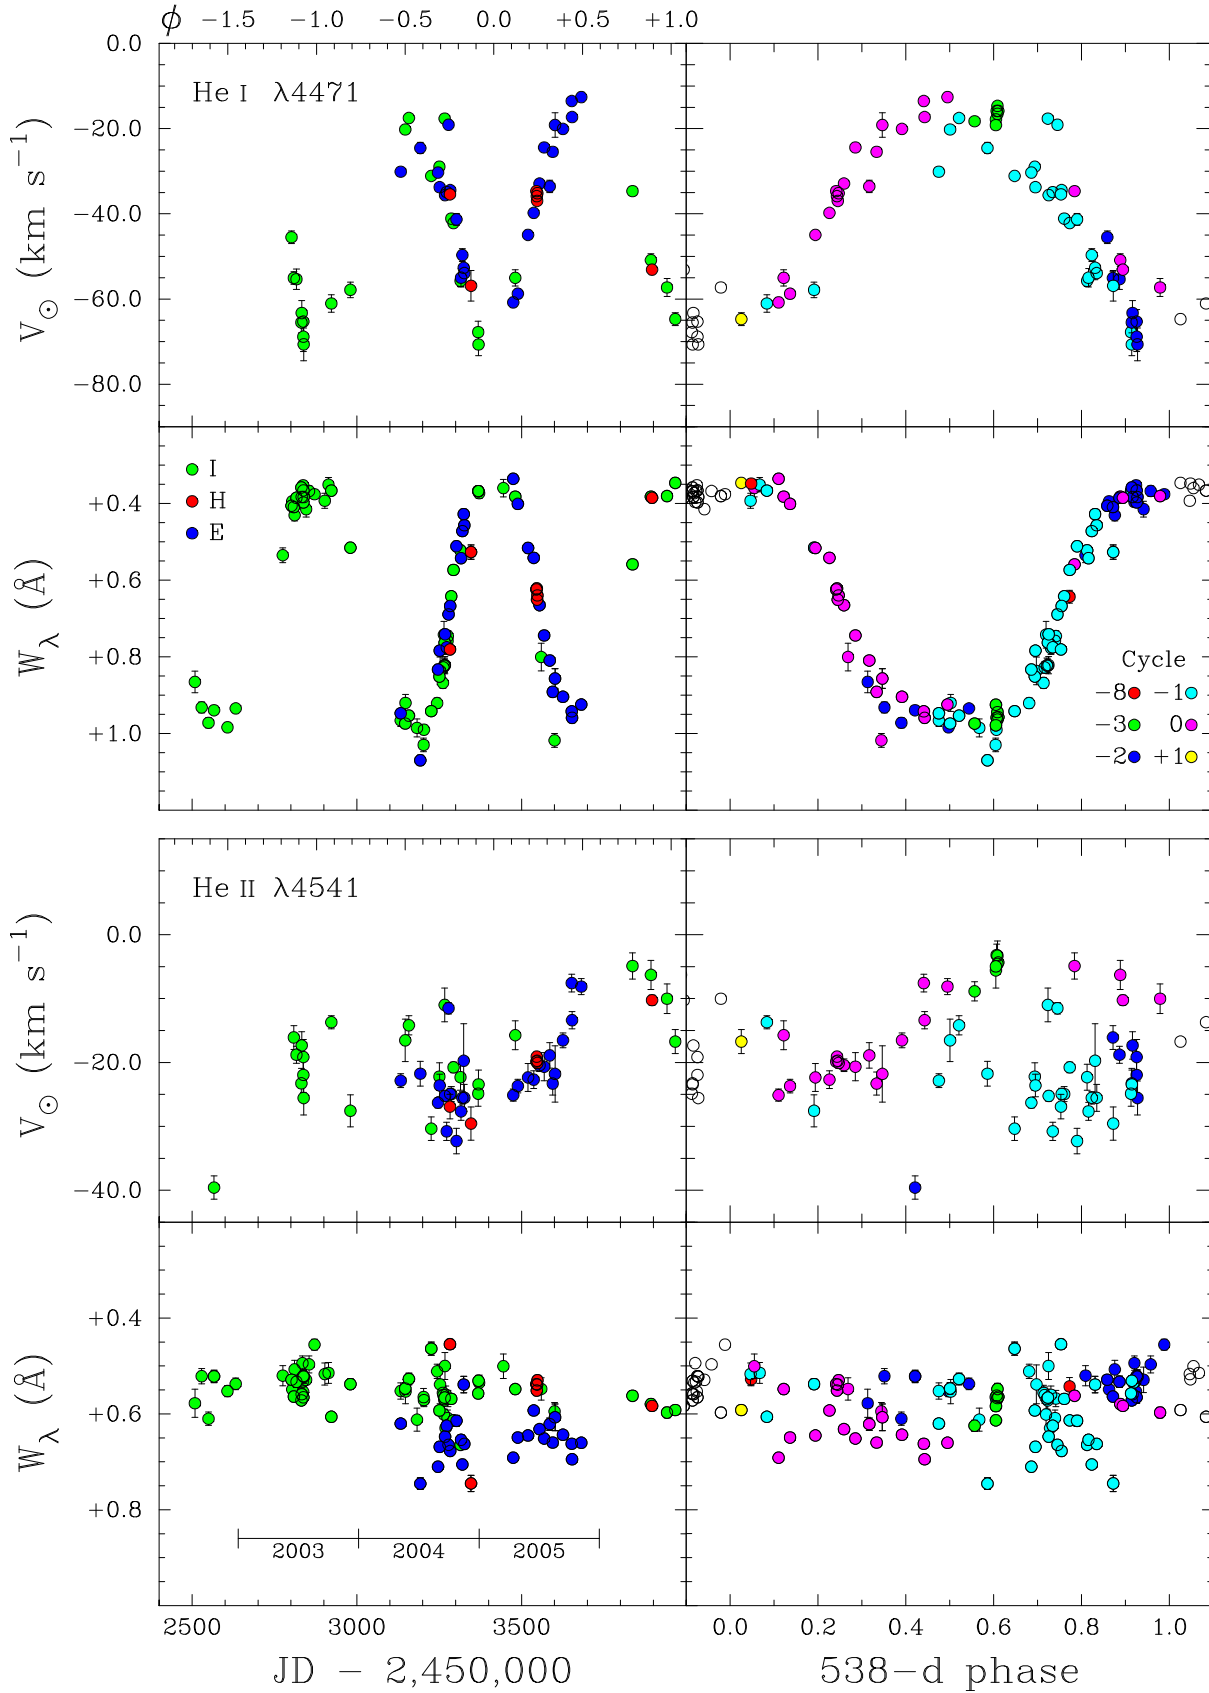 ϕ −1.5 −1.0 −0.5 0.0 +0.5 +1.0
0.0
−20.0
−40.0
−60.0
−80.0
V⊙ (km s⁻¹)
He I λ4471
+0.4
+0.6
+0.8
+1.0
Wλ (Å)
I
H
E
Cycle
−8 −1
−3 0
−2 +1
0.0
−20.0
−40.0
V⊙ (km s⁻¹)
He II λ4541
+0.4
+0.6
+0.8
Wλ (Å)
2003 2004 2005
2500 3000 3500 0.0 0.2 0.4 0.6 0.8 1.0
JD − 2,450,000 538−d phase